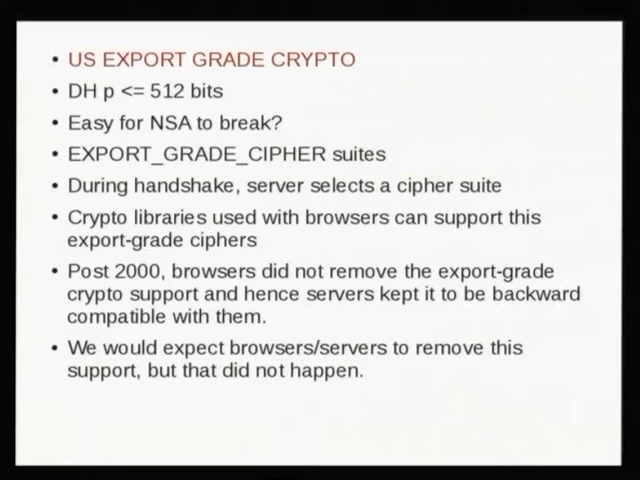 • US EXPORT GRADE CRYPTO
• DH p <= 512 bits
• Easy for NSA to break?
• EXPORT_GRADE_CIPHER suites
• During handshake, server selects a cipher suite
• Crypto libraries used with browsers can support this
export-grade ciphers
• Post 2000, browsers did not remove the export-grade
crypto support and hence servers kept it to be backward
compatible with them.
• We would expect browsers/servers to remove this
support, but that did not happen.